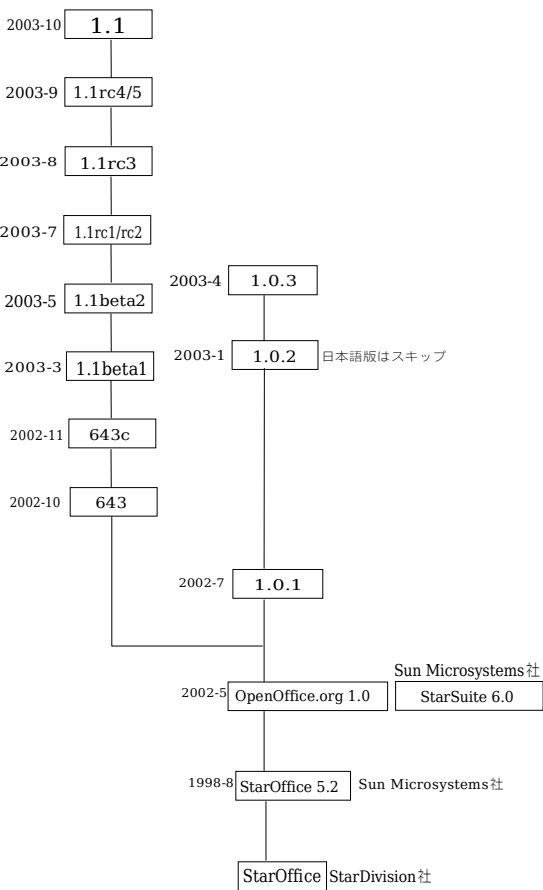 2003-10 1.1
2003-9 1.1rc4/5
2003-8 1.1rc3
2003-7 1.1rc1/rc2
2003-4 1.0.3
2003-5 1.1beta2
2003-1 1.0.2 日本語版はスキップ
2003-3 1.1beta1
2002-11 643c
2002-10 643
2002-7 1.0.1
Sun Microsystems社
2002-5 OpenOffice.org 1.0 StarSuite 6.0
1998-8 StarOffice 5.2 Sun Microsystems社
StarOffice StarDivision社